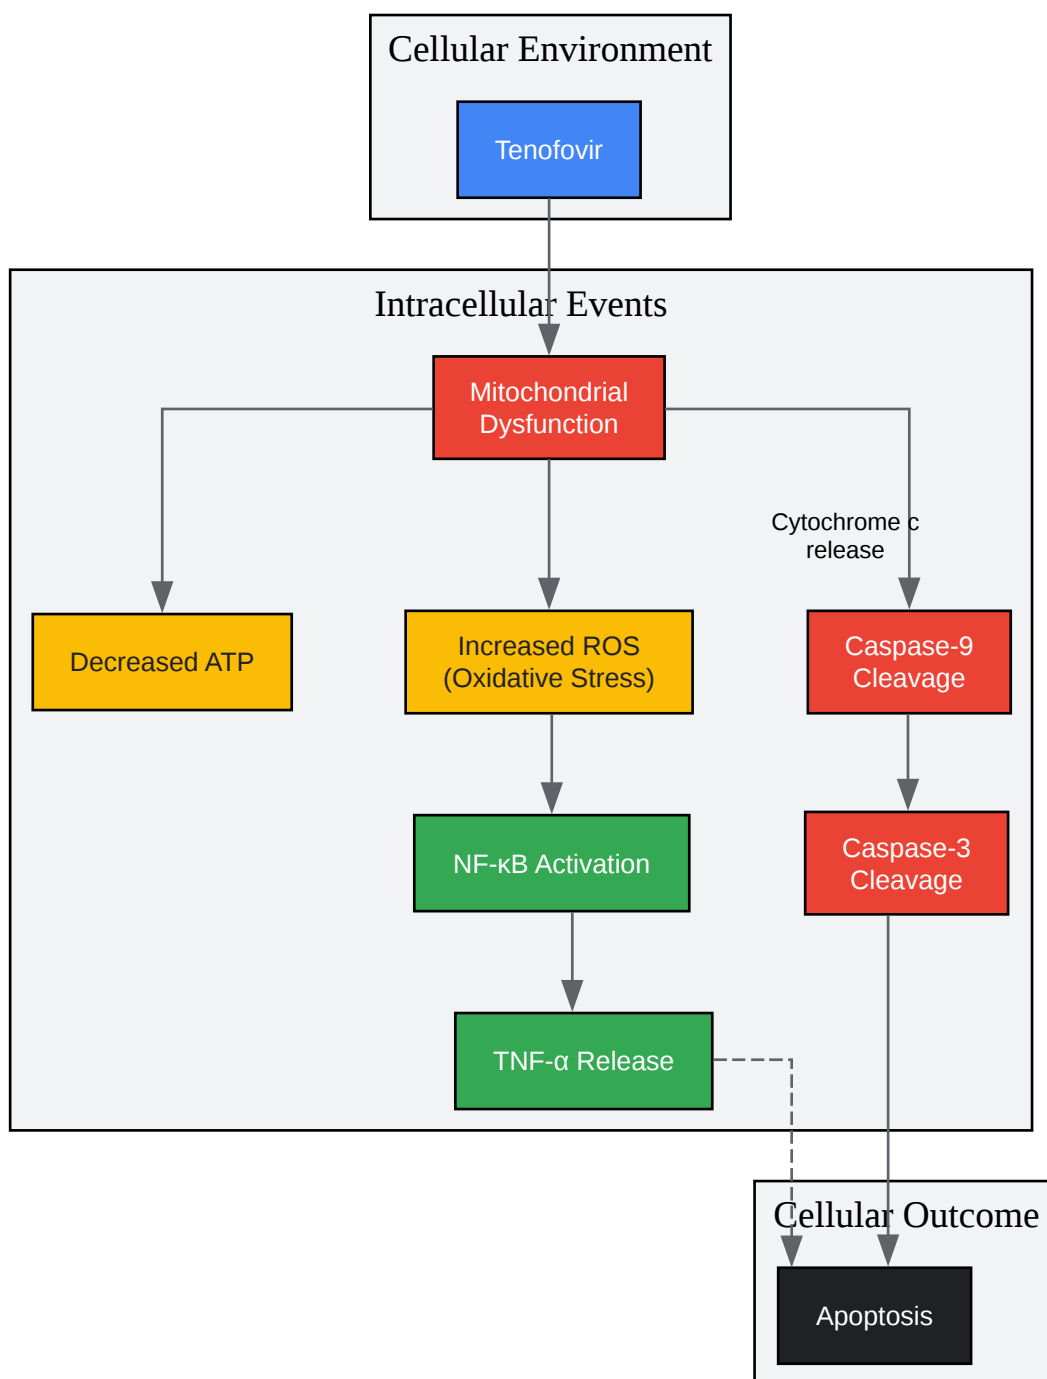 Cellular Environment
Tenofovir
Intracellular Events
Mitochondrial
Dysfunction
Cytochrome c
release
Decreased ATP
Increased ROS
(Oxidative Stress)
Caspase-9
Cleavage
NF-κB Activation
Caspase-3
Cleavage
TNF-α Release
Cellular Outcome
Apoptosis